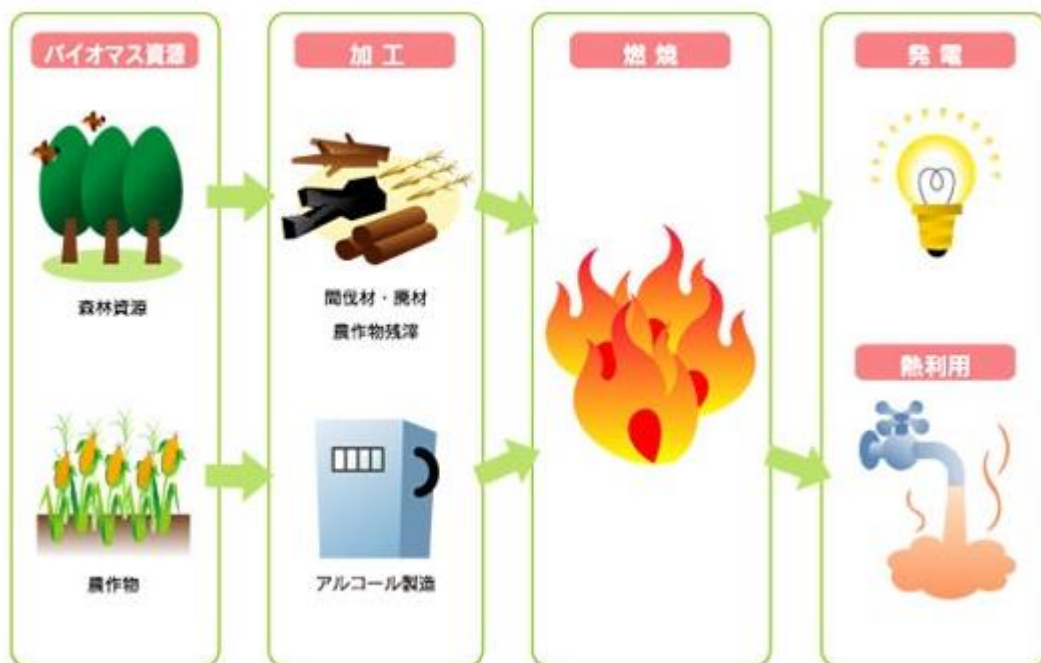 バイオマス資源
森林資源
農作物
加工
間伐材・廃材
農作物残滓
アルコール製造
燃焼
発電
熱利用